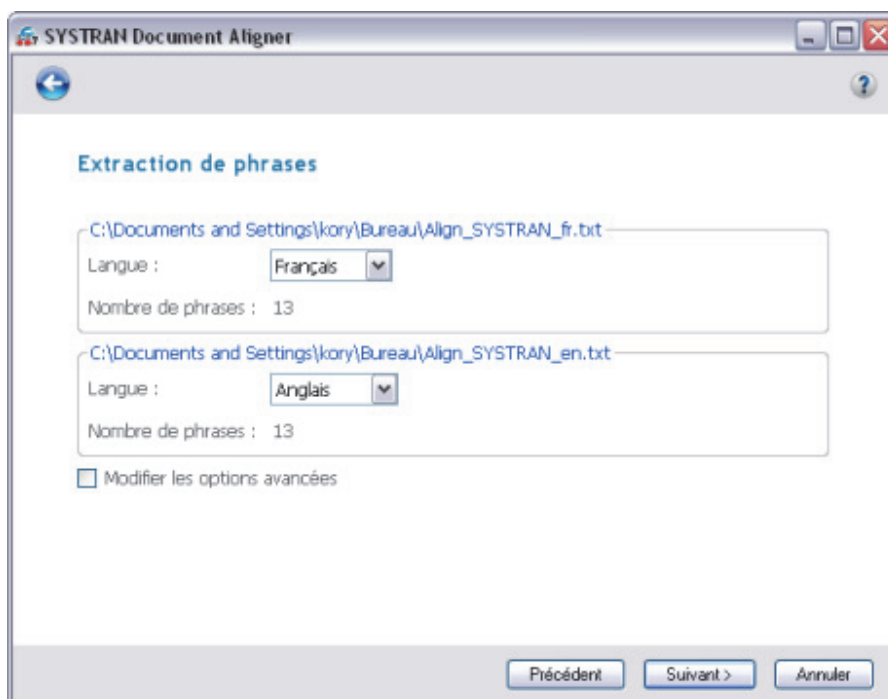 SYSTRAN Document Aligner
Extraction de phrases
C:\Documents and Settings\kory\Bureau\Align_SYSTRAN_fr.txt
Langue : Français
Nombre de phrases : 13
C:\Documents and Settings\kory\Bureau\Align_SYSTRAN_en.txt
Langue : Anglais
Nombre de phrases : 13
Modifier les options avancées
Précédent Suivant > Annuler